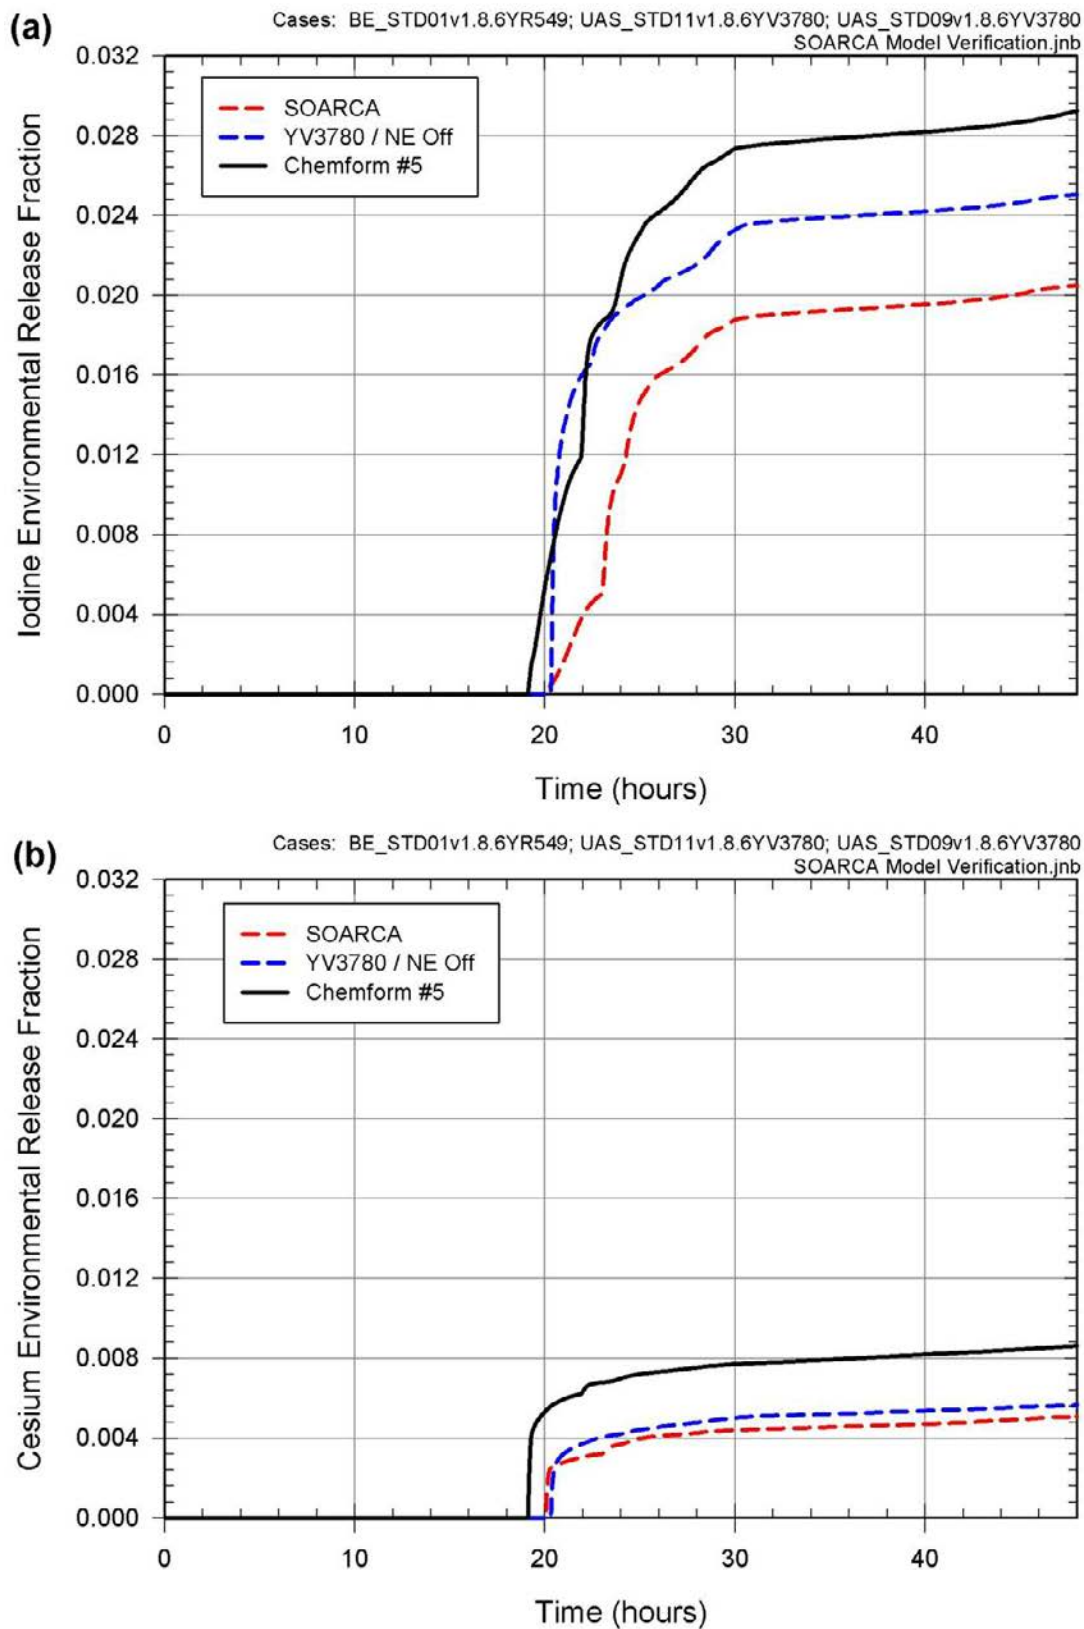 (a)
Cases: BE_STD01v1.8.6YR549; UAS_STD11v1.8.6YV3780; UAS_STD09v1.8.6YV3780
SOARCA Model Verification.jnb
Iodine Environmental Release Fraction
0.032
0.028
0.024
0.020
0.016
0.012
0.008
0.004
0.000
SOARCA
YV3780 / NE Off
Chemform #5
0 10 20 30 40
Time (hours)
(b)
Cases: BE_STD01v1.8.6YR549; UAS_STD11v1.8.6YV3780; UAS_STD09v1.8.6YV3780
SOARCA Model Verification.jnb
Cesium Environmental Release Fraction
0.032
0.028
0.024
0.020
0.016
0.012
0.008
0.004
0.000
SOARCA
YV3780 / NE Off
Chemform #5
0 10 20 30 40
Time (hours)